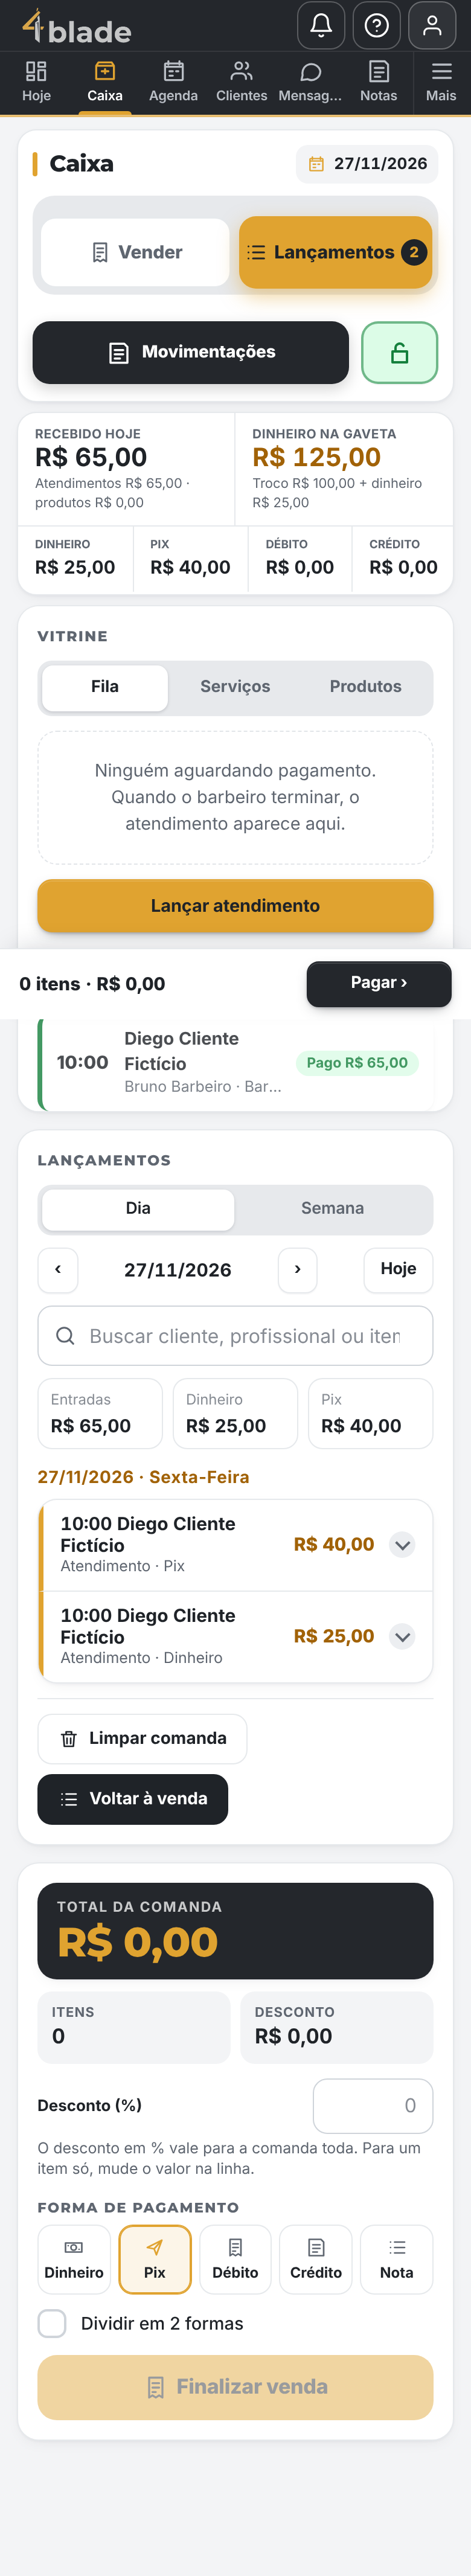 4blade
Hoje
Caixa
Agenda
Clientes
Mensag...
Notas
Mais
Caixa
27/11/2026
Vender
Lançamentos 2
Movimentações
RECEBIDO HOJE
R$ 65,00
Atendimentos R$ 65,00 ·
produtos R$ 0,00
DINHEIRO NA GAVETA
R$ 125,00
Troco R$ 100,00 + dinheiro
R$ 25,00
DINHEIRO
R$ 25,00
PIX
R$ 40,00
DÉBITO
R$ 0,00
CRÉDITO
R$ 0,00
VITRINE
Fila
Serviços
Produtos
Ninguém aguardando pagamento.
Quando o barbeiro terminar, o
atendimento aparece aqui.
Lançar atendimento
0 itens · R$ 0,00
Pagar ›
10:00
Diego Cliente
Fictício
Bruno Barbeiro · Bar...
Pago R$ 65,00
LANÇAMENTOS
Dia
Semana
‹
27/11/2026
›
Hoje
Buscar cliente, profissional ou iten
Entradas
R$ 65,00
Dinheiro
R$ 25,00
Pix
R$ 40,00
27/11/2026 · Sexta-Feira
10:00 Diego Cliente
Fictício
Atendimento · Pix
R$ 40,00
10:00 Diego Cliente
Fictício
Atendimento · Dinheiro
R$ 25,00
Limpar comanda
Voltar à venda
TOTAL DA COMANDA
R$ 0,00
ITENS
0
DESCONTO
R$ 0,00
Desconto (%)
0
O desconto em % vale para a comanda toda. Para um
item só, mude o valor na linha.
FORMA DE PAGAMENTO
Dinheiro
Pix
Débito
Crédito
Nota
Dividir em 2 formas
Finalizar venda